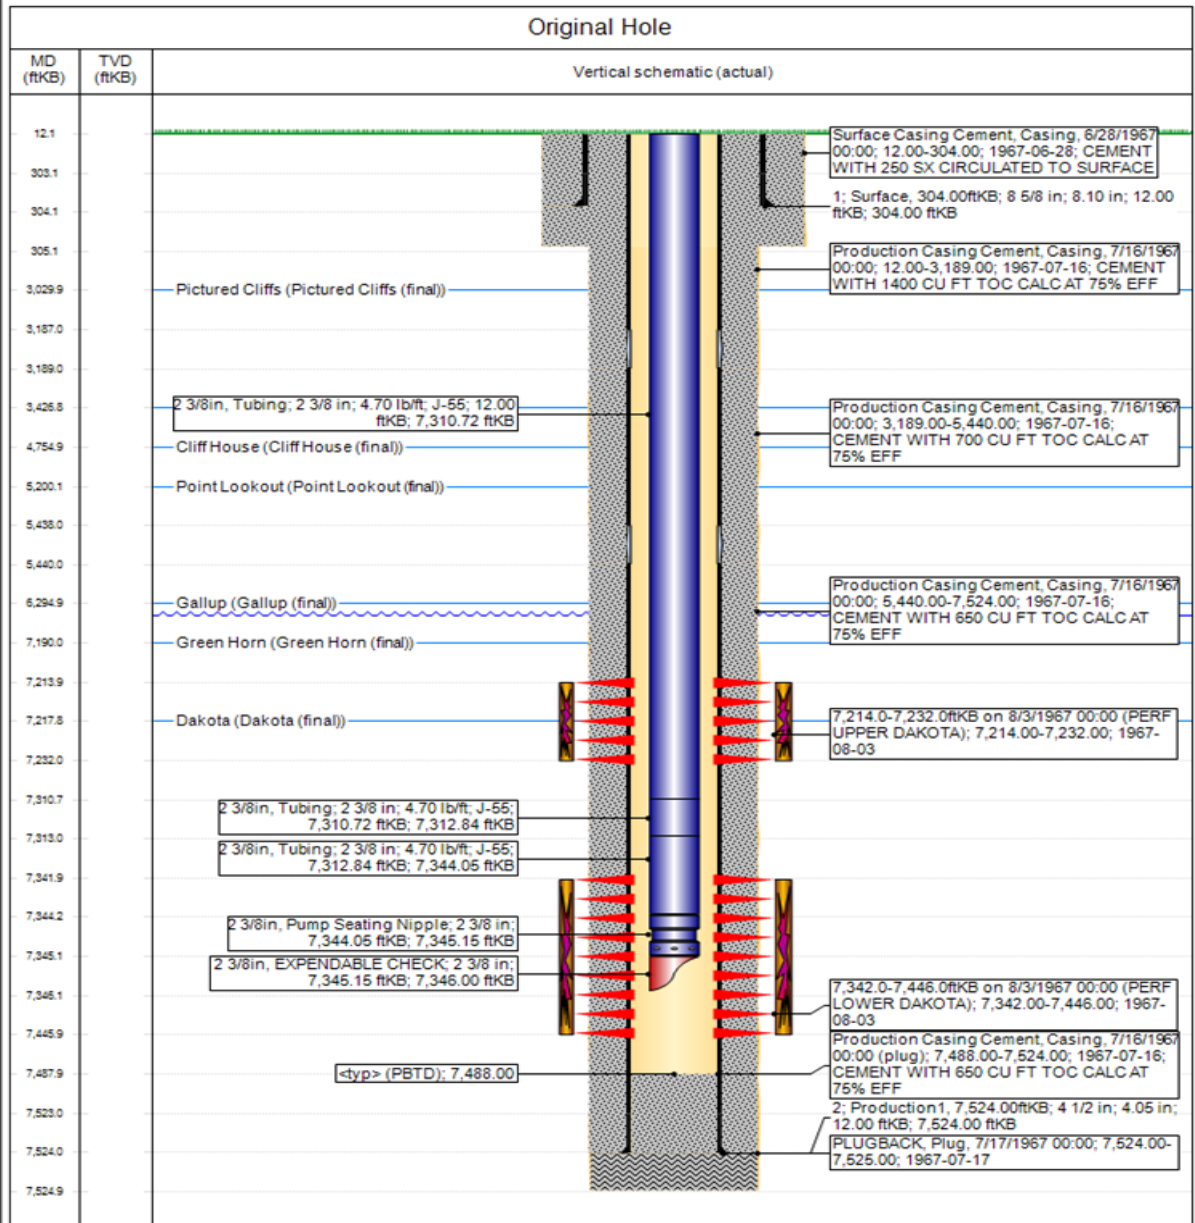 Original Hole
MD
(ftKB)
TVD
(ftKB)
Vertical schematic (actual)
12.1
303.1
304.1
305.1
3,029.9
3,187.0
3,189.0
3,426.8
4,754.9
5,200.1
5,438.0
5,440.0
6,294.9
7,190.0
7,213.9
7,217.8
7,232.0
7,310.7
7,313.0
7,341.9
7,344.2
7,345.1
7,346.1
7,445.9
7,487.9
7,523.0
7,524.0
7,524.9
Pictured Cliffs (Pictured Cliffs (final))
2 3/8in, Tubing; 2 3/8 in; 4.70 lb/ft; J-55; 12.00
ftKB; 7,310.72 ftKB
Cliff House (Cliff House (final))
Point Lookout (Point Lookout (final))
Gallup (Gallup (final))
Green Horn (Green Horn (final))
Dakota (Dakota (final))
2 3/8in, Tubing; 2 3/8 in; 4.70 lb/ft; J-55;
7,310.72 ftKB; 7,312.84 ftKB
2 3/8in, Tubing; 2 3/8 in; 4.70 lb/ft; J-55;
7,312.84 ftKB; 7,344.05 ftKB
2 3/8in, Pump Seating Nipple; 2 3/8 in;
7,344.05 ftKB; 7,345.15 ftKB
2 3/8in, EXPENDABLE CHECK; 2 3/8 in;
7,345.15 ftKB; 7,346.00 ftKB
<typ> (PBTD); 7,488.00
Surface Casing Cement, Casing, 6/28/1967
00:00; 12.00-304.00; 1967-06-28; CEMENT
WITH 250 SX CIRCULATED TO SURFACE
1; Surface, 304.00ftKB; 8 5/8 in; 8.10 in; 12.00
ftKB; 304.00 ftKB
Production Casing Cement, Casing, 7/16/1967
00:00; 12.00-3,189.00; 1967-07-16; CEMENT
WITH 1400 CU FT TOC CALC AT 75% EFF
Production Casing Cement, Casing, 7/16/1967
00:00; 3,189.00-5,440.00; 1967-07-16;
CEMENT WITH 700 CU FT TOC CALC AT
75% EFF
Production Casing Cement, Casing, 7/16/1967
00:00; 5,440.00-7,524.00; 1967-07-16;
CEMENT WITH 650 CU FT TOC CALC AT
75% EFF
7,214.0-7,232.0ftKB on 8/3/1967 00:00 (PERF
UPPER DAKOTA); 7,214.00-7,232.00; 1967-
08-03
7,342.0-7,446.0ftKB on 8/3/1967 00:00 (PERF
LOWER DAKOTA); 7,342.00-7,446.00; 1967-
08-03
Production Casing Cement, Casing, 7/16/1967
00:00 (plug); 7,488.00-7,524.00; 1967-07-16;
CEMENT WITH 650 CU FT TOC CALC AT
75% EFF
2; Production1, 7,524.00ftKB; 4 1/2 in; 4.05 in;
12.00 ftKB; 7,524.00 ftKB
PLUGBACK, Plug, 7/17/1967 00:00; 7,524.00-
7,525.00; 1967-07-17